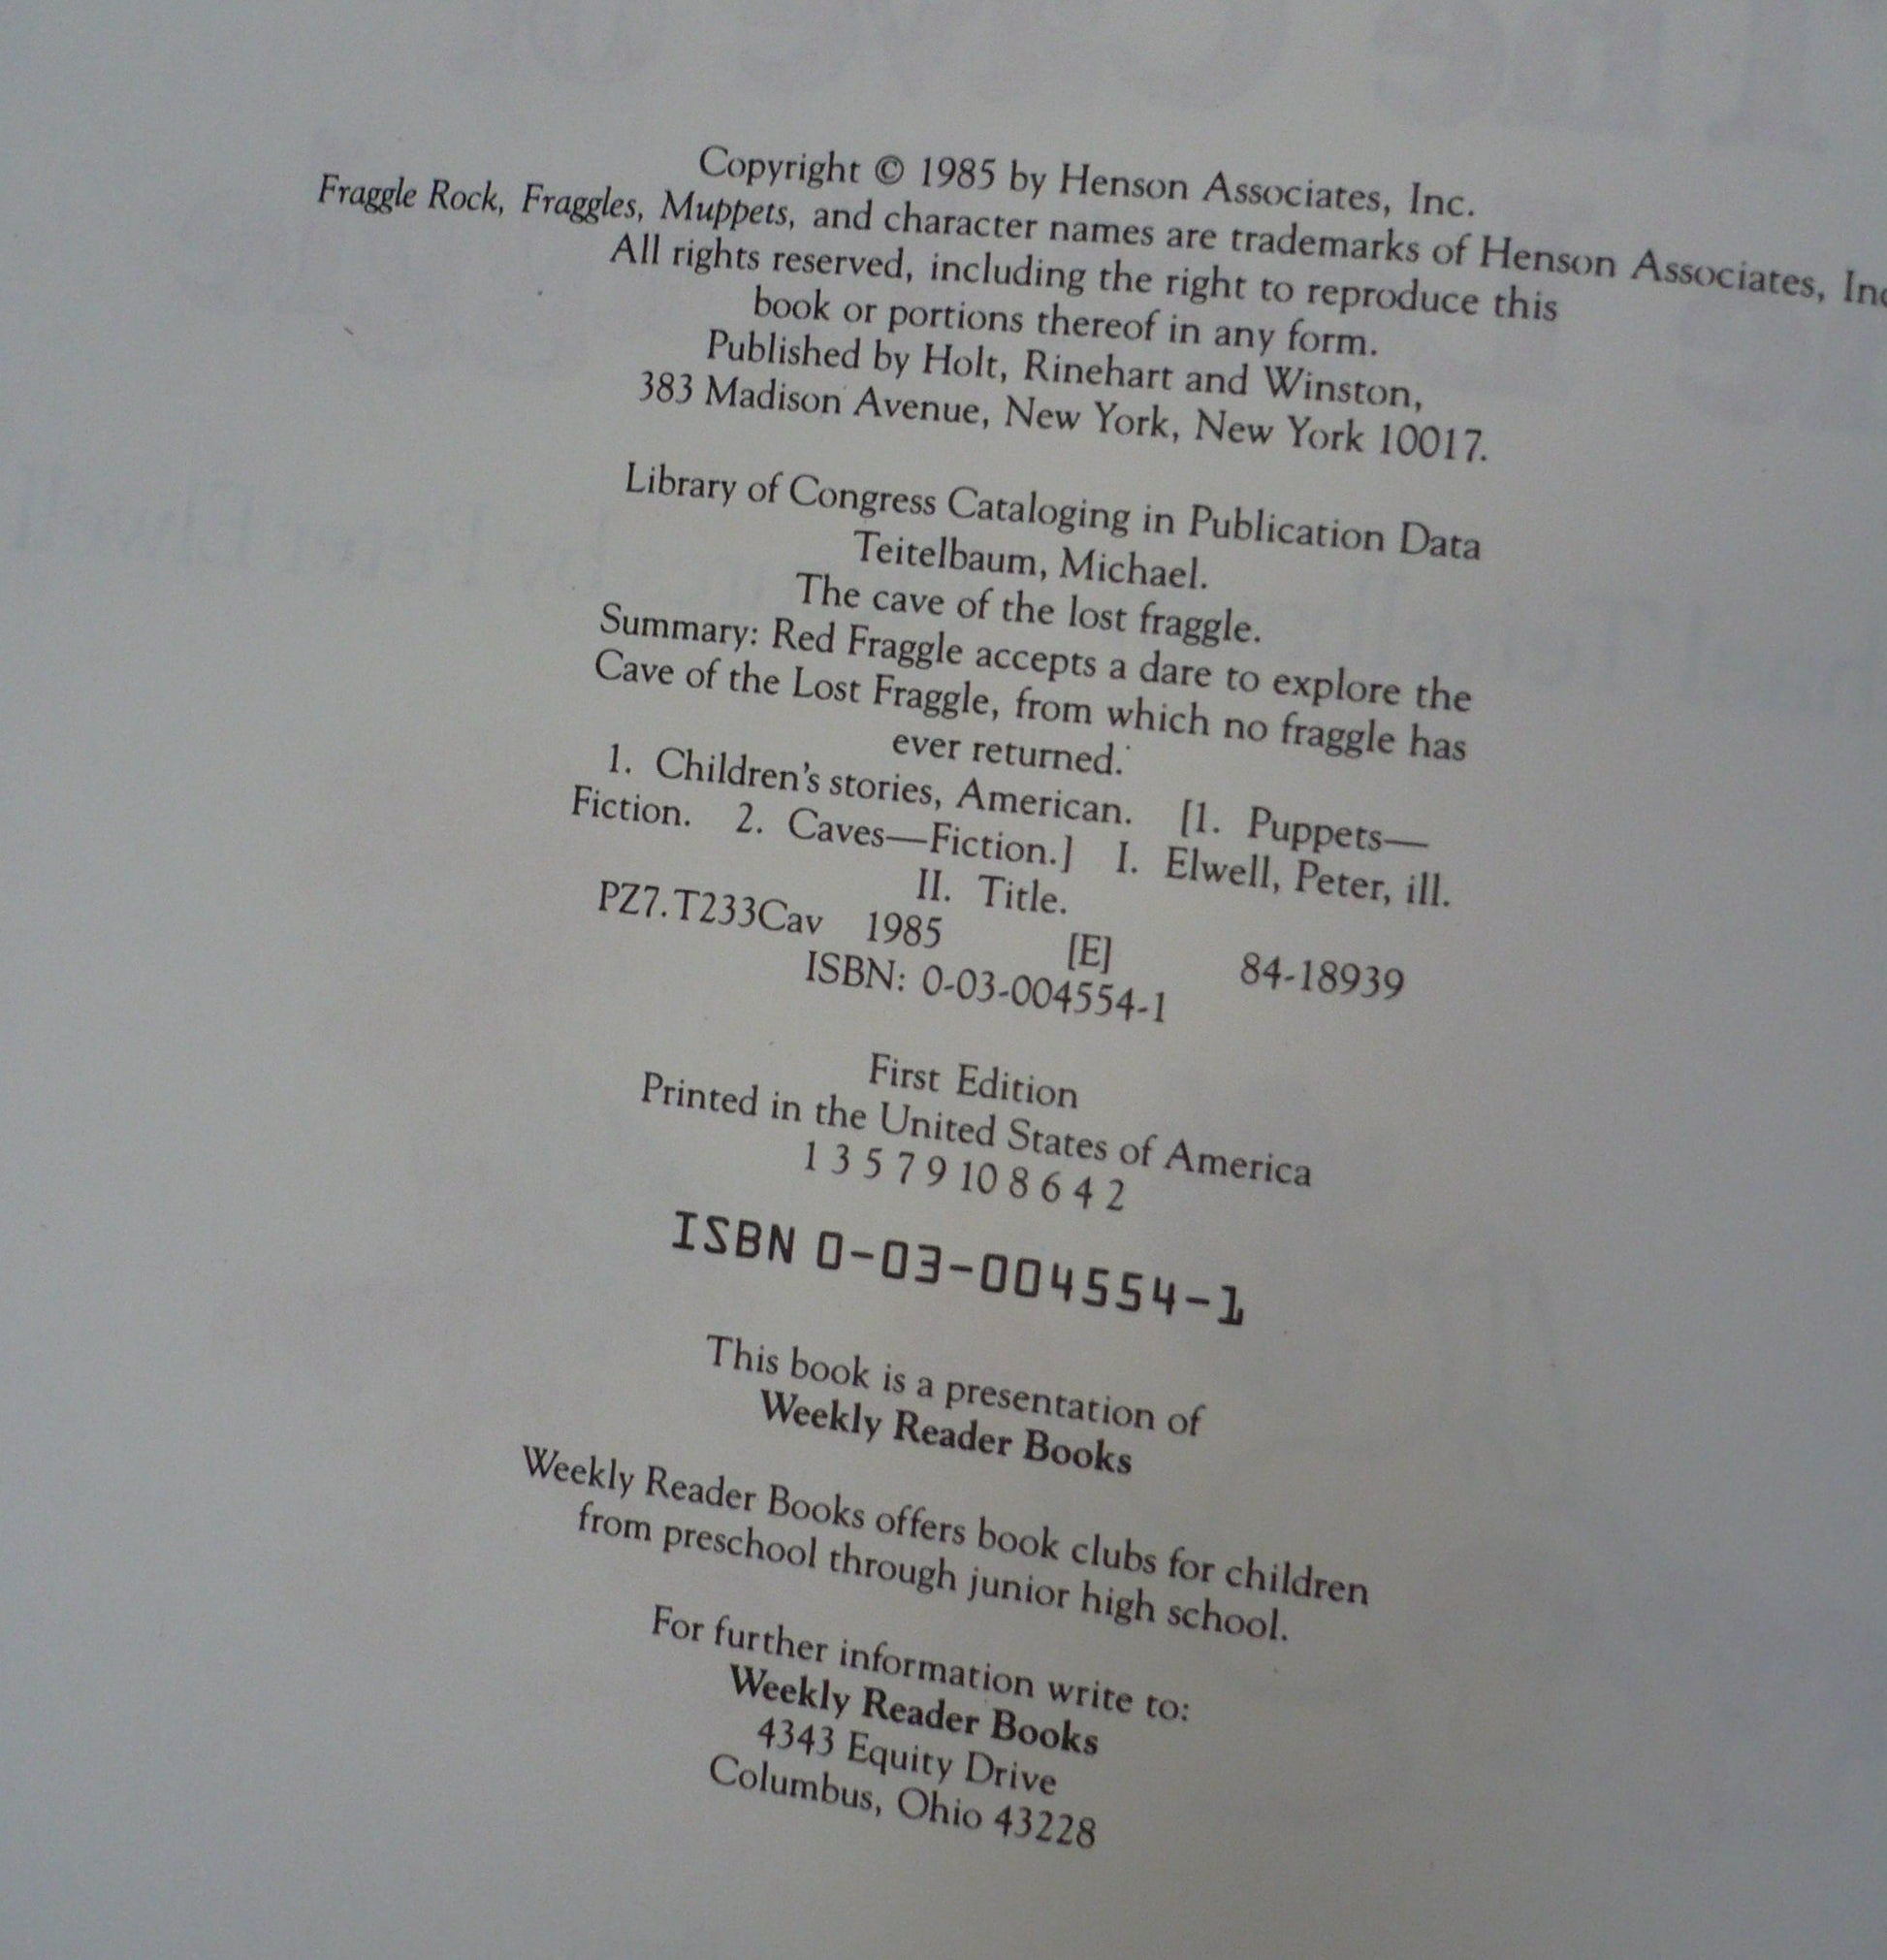 Copyright © 1985 by Henson Associates, Inc.
Fraggle Rock, Fraggles, Muppets, and character names are trademarks of Henson Associates, Inc
All rights reserved, including the right to reproduce this
book or portions thereof in any form.
Published by Holt, Rinehart and Winston,
383 Madison Avenue, New York, New York 10017.
Library of Congress Cataloging in Publication Data
Teitelbaum, Michael.
The cave of the lost fraggle.
Summary: Red Fraggle accepts a dare to explore the
Cave of the Lost Fraggle, from which no fraggle has
ever returned.
1. Children's stories, American. [1. Puppets—
Fiction. 2. Caves—Fiction.] I. Elwell, Peter, ill.
II. Title.
PZ7.T233Cav 1985 [E] 84-18939
ISBN: 0-03-004554-1
First Edition
Printed in the United States of America
1 3 5 7 9 10 8 6 4 2
ISBN 0-03-004554-1
This book is a presentation of
Weekly Reader Books
Weekly Reader Books offers book clubs for children
from preschool through junior high school.
For further information write to:
Weekly Reader Books
4343 Equity Drive
Columbus, Ohio 43228